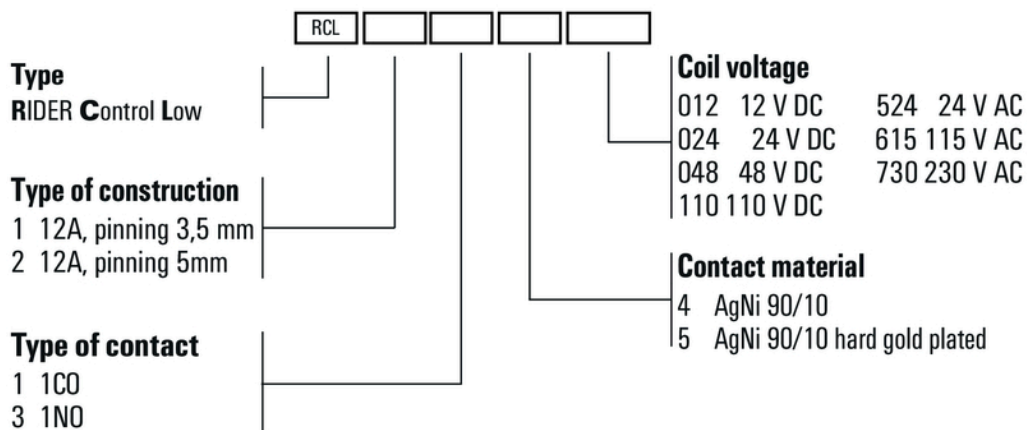 RCL
Type
RIDER Control Low
Type of construction
1 12A, pinning 3,5 mm
2 12A, pinning 5mm
Type of contact
1 1CO
3 1NO
Coil voltage
012 12 V DC 524 24 V AC
024 24 V DC 615 115 V AC
048 48 V DC 730 230 V AC
110 110 V DC
Contact material
4 AgNi 90/10
5 AgNi 90/10 hard gold plated